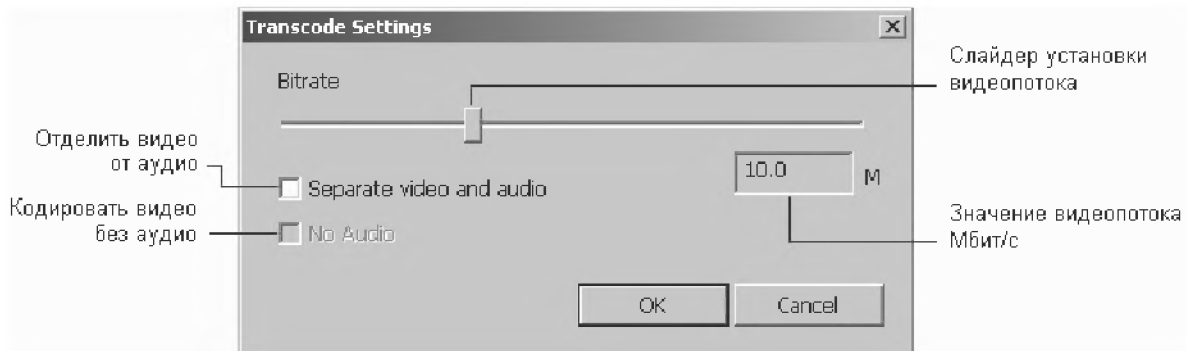 Transcode Settings
Bitrate
Слайдер установки
видеопотока
Отделить видео
от аудио
Separate video and audio
10.0
M
Кодировать видео
без аудио
No Audio
Значение видеопотока
Мбит/с
OK
Cancel